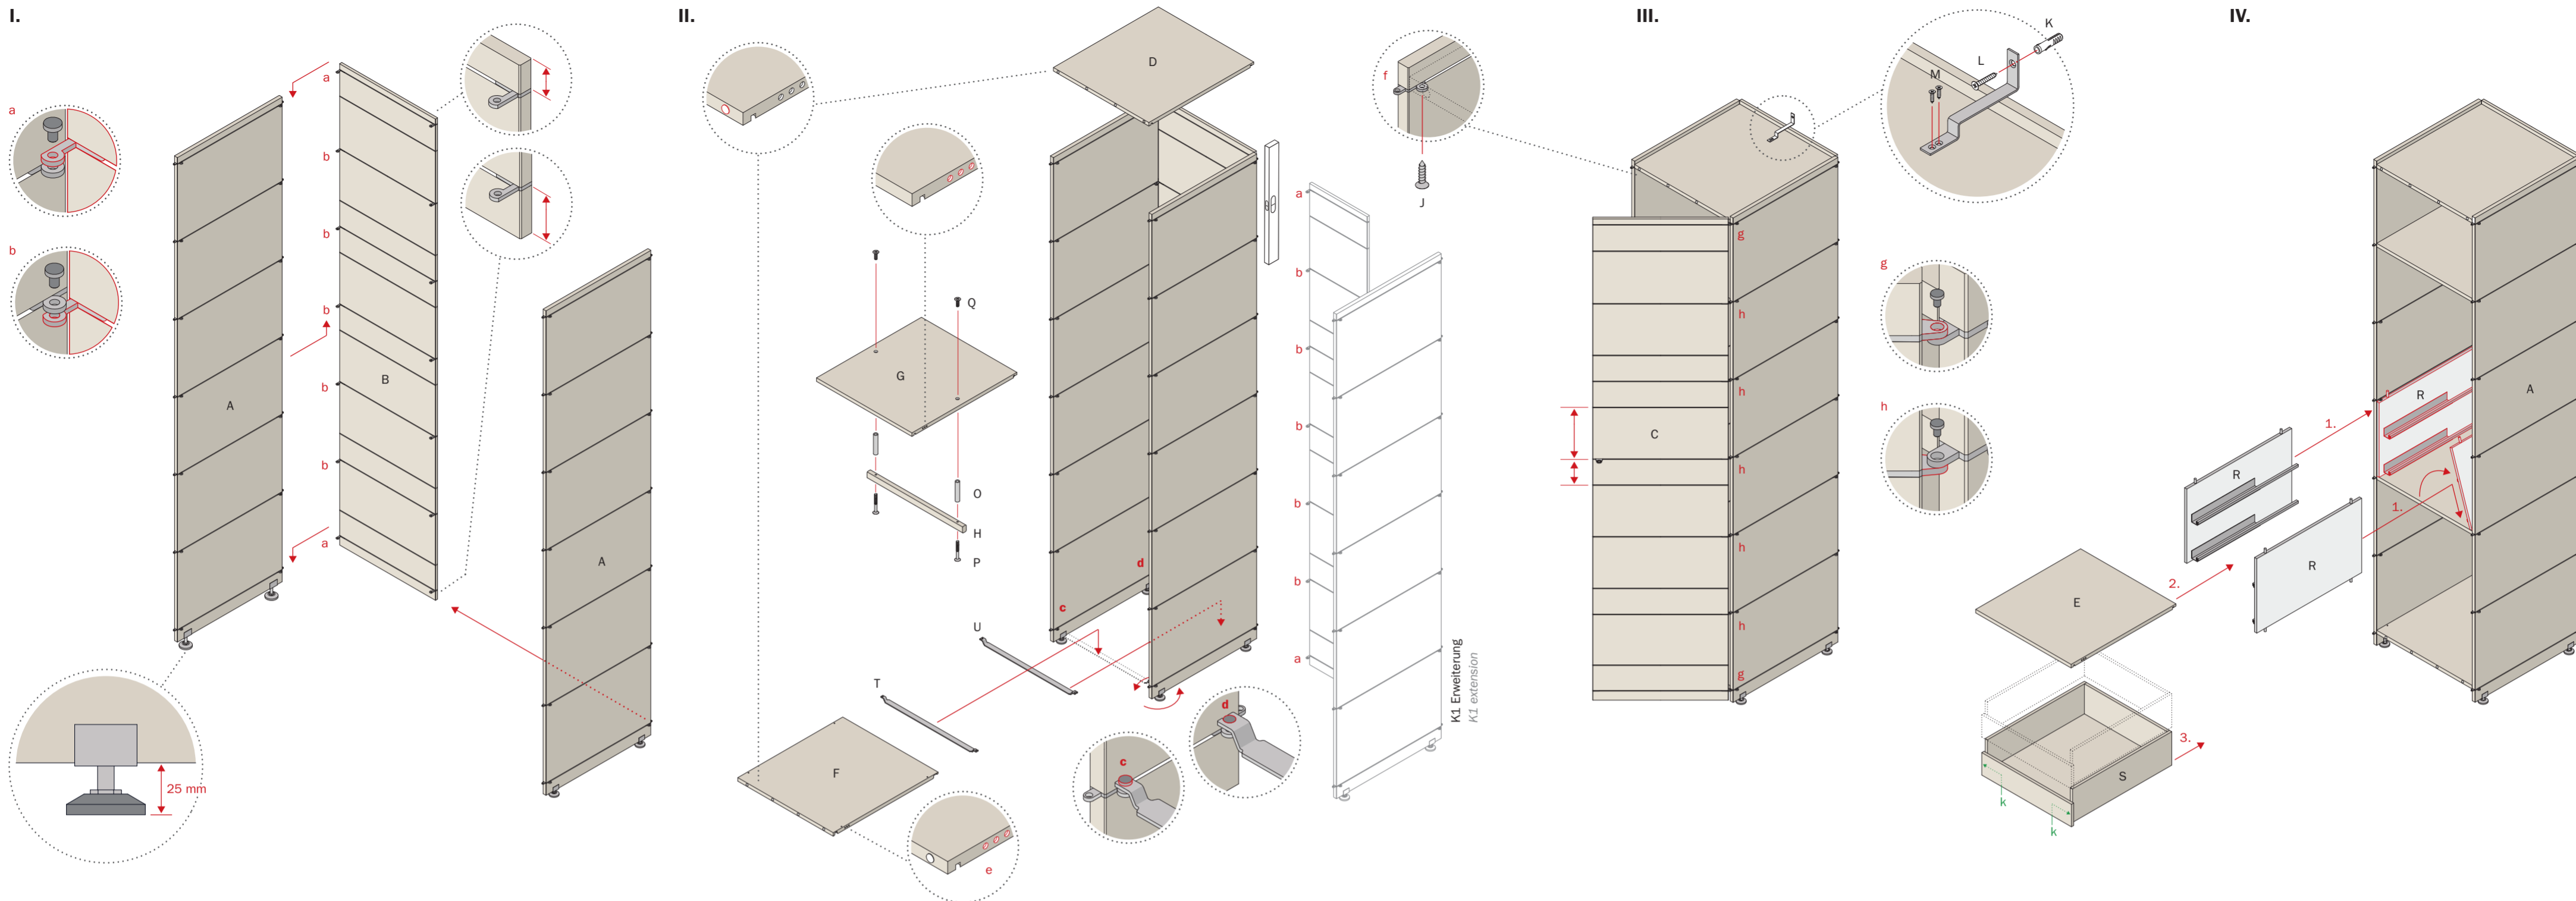 I.
a
b
A
25 mm
a
b
b
b
b
b
a
B
A
II.
D
G
Q
O
H
P
U
T
F
e
c
d
c
d
a
b
b
b
b
b
a
K1 Erweiterung
K1 extension
f
J
III.
K
L
M
C
g
h
h
h
h
h
g
g
h
IV.
R
1.
A
R
R
1.
2.
E
3.
S
k
k